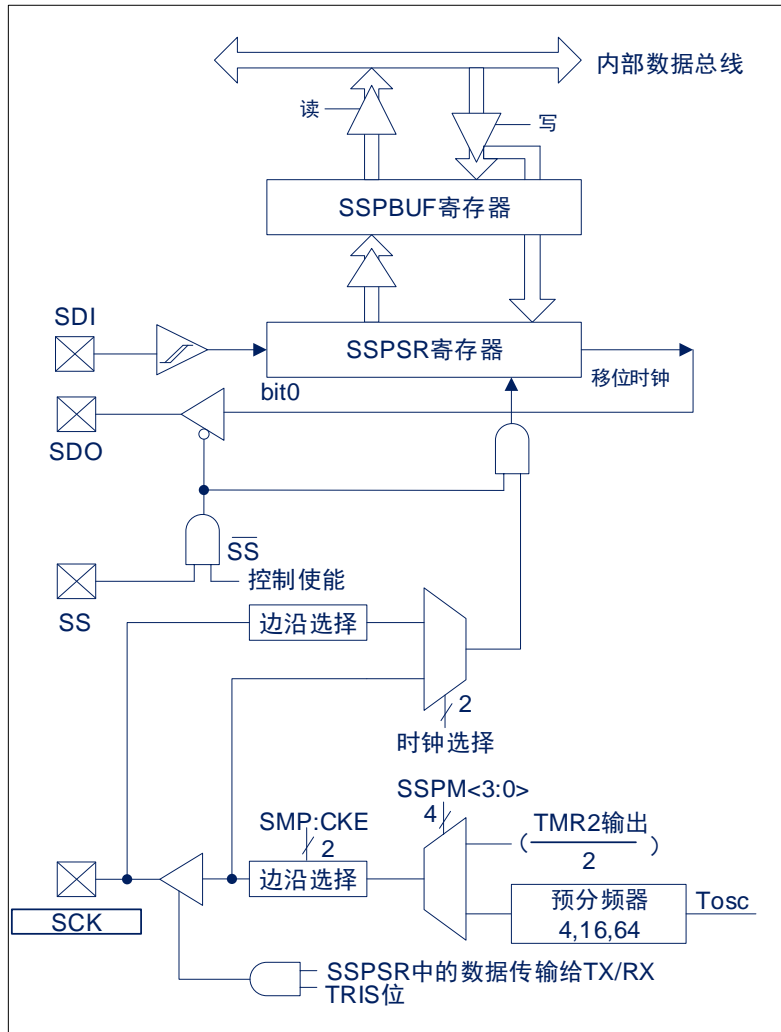 内部数据总线
读
写
SSPBUF寄存器
SDI
SSPSR寄存器
bit0
移位时钟
SDO
SS
控制使能
SS
边沿选择
2
时钟选择
SSPM<3:0>
4
SMP:CKE
2
(TMR2输出
2)
边沿选择
预分频器
4,16,64
Tosc
SCK
SSPSR中的数据传输给TX/RX
TRIS位